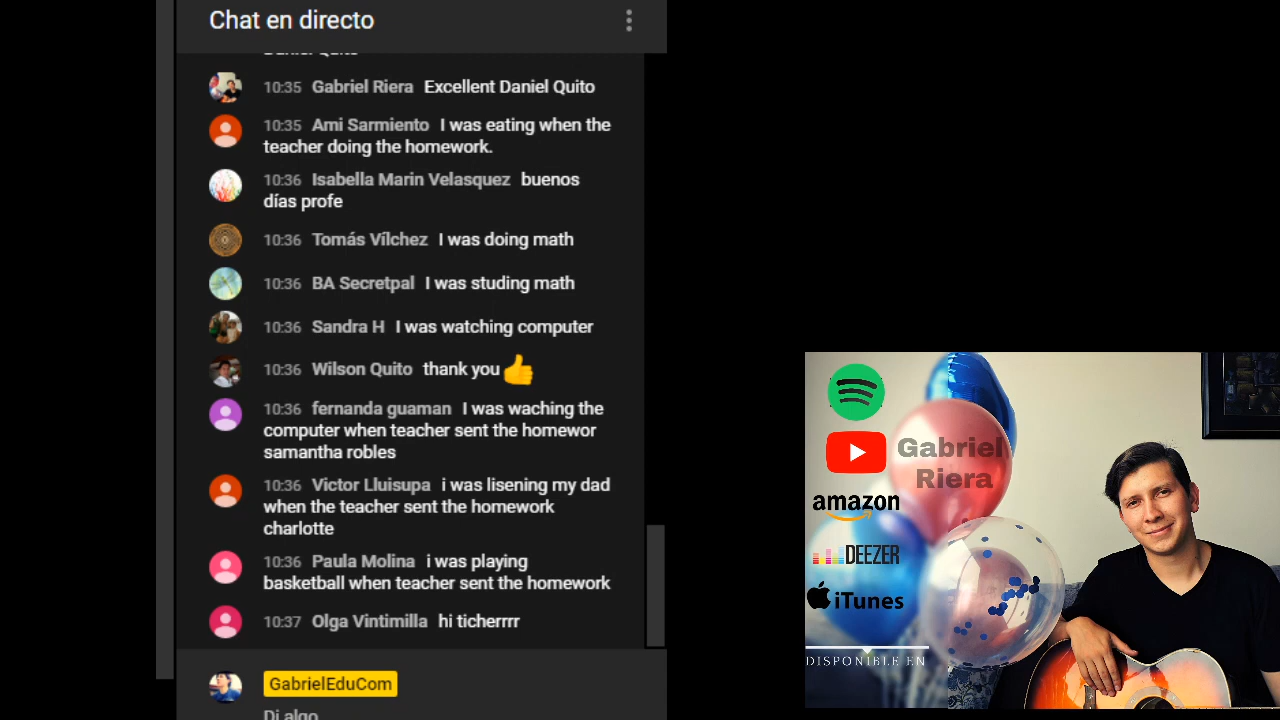 Chat en directo
Daniel Quito
10:35 Gabriel Riera Excellent Daniel Quito
10:35 Ami Sarmiento I was eating when the
teacher doing the homework.
10:36 Isabella Marin Velasquez buenos
días profe
10:36 Tomás Vílchez I was doing math
10:36 BA Secretpal I was studing math
10:36 Sandra H I was watching computer
10:36 Wilson Quito thank you
10:36 fernanda guaman I was waching the
computer when teacher sent the homewor
samantha robles
10:36 Victor Lluisupa i was lisening my dad
when the teacher sent the homework
charlotte
10:36 Paula Molina i was playing
basketball when teacher sent the homework
10:37 Olga Vintimilla hi ticherrrr
GabrielEduCom
Di algo
Gabriel
Riera
amazon
DEEZER
iTunes
DISPONIBLE EN